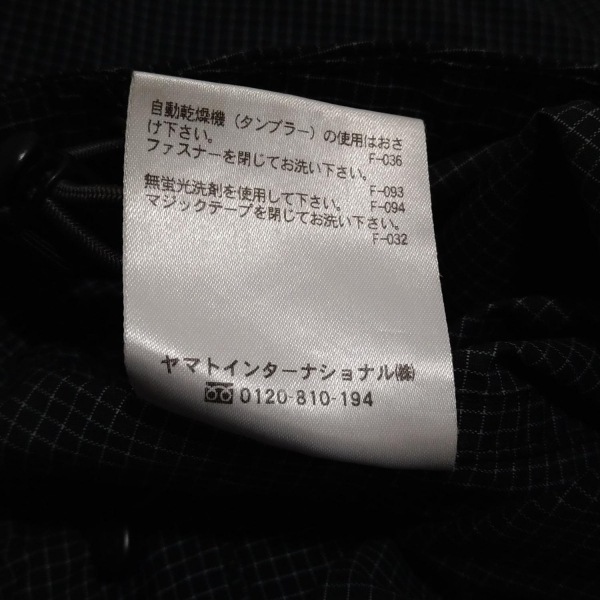 自動乾燥機（タンブラー）の使用はおさ
け下さい。 F-036
ファスナーを閉じてお洗い下さい。
F-093
無蛍光洗剤を使用して下さい。 F-094
マジックテープを閉じてお洗い下さい。
F-032
ヤマトインターナショナル㈱
0120-810-194